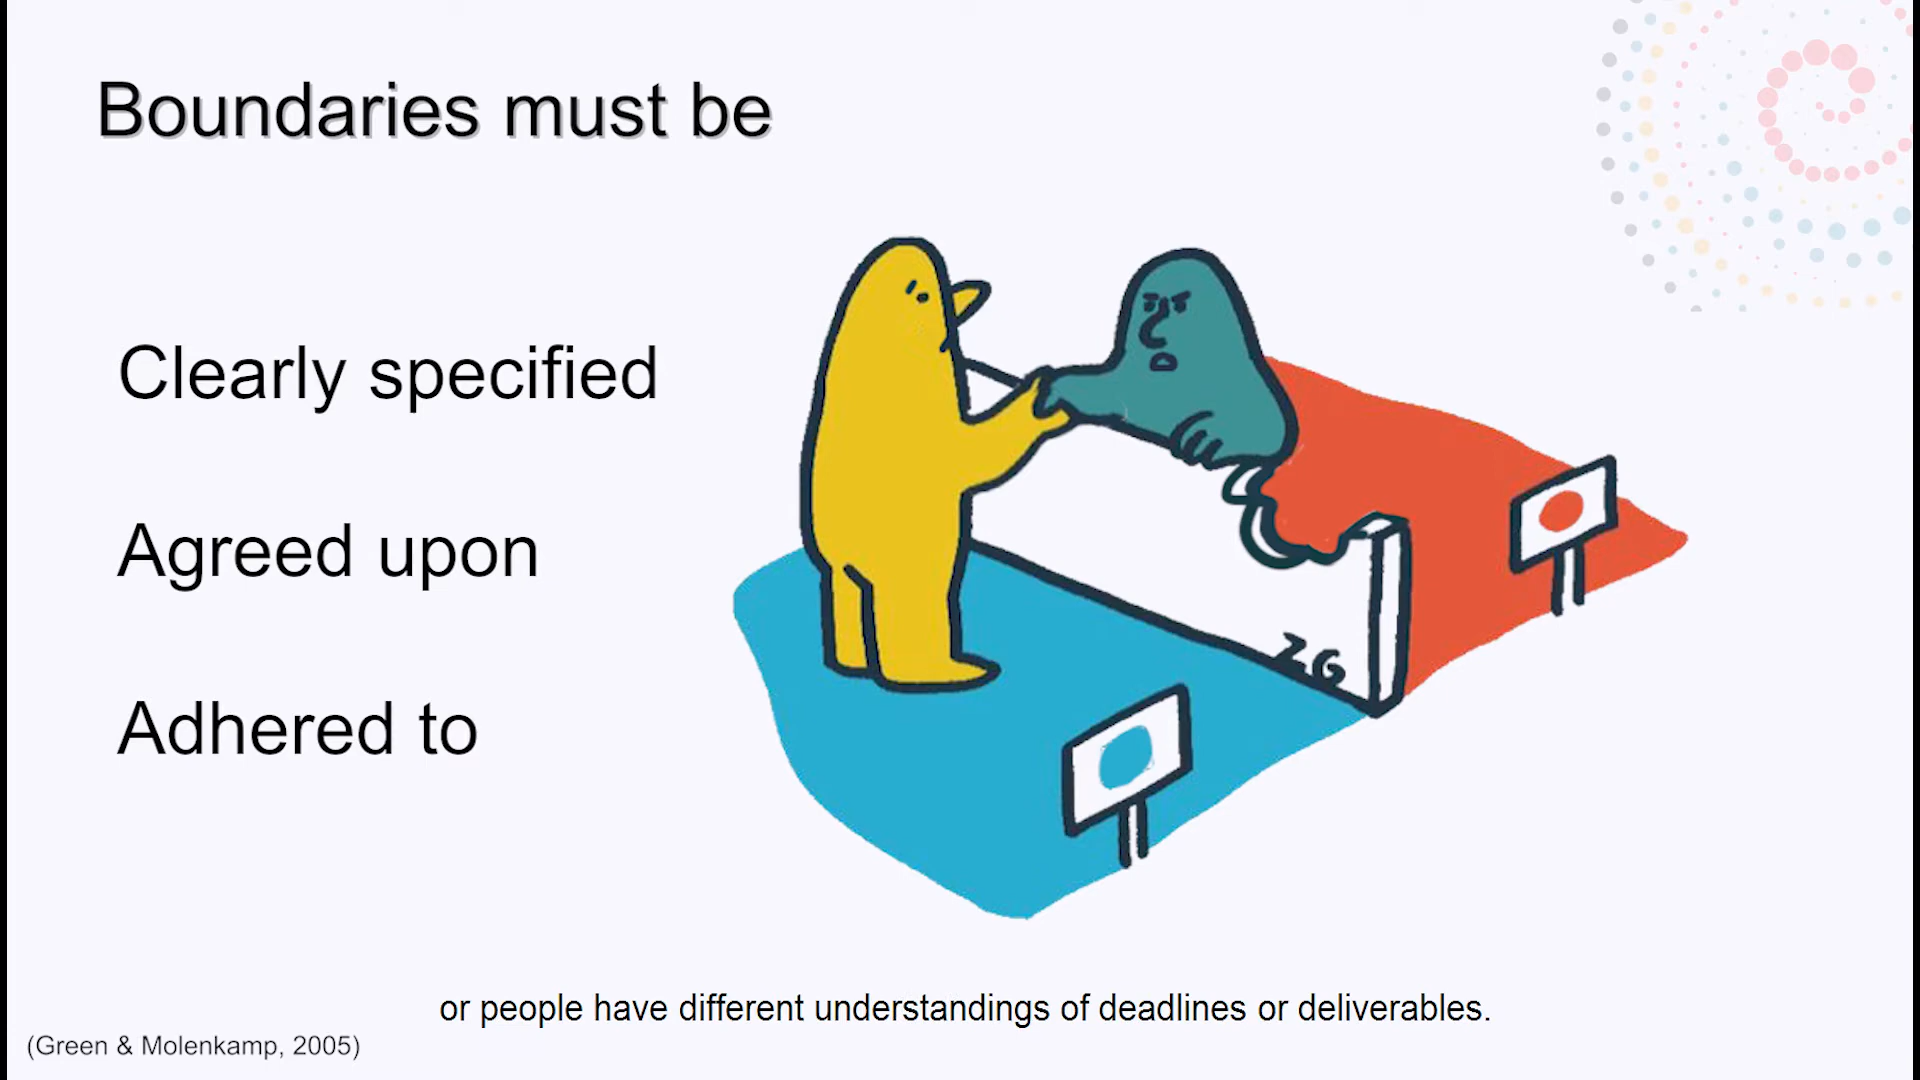 Boundaries must be
Clearly specified
Agreed upon
Adhered to
ZG
or people have different understandings of deadlines or deliverables.
(Green & Molenkamp, 2005)